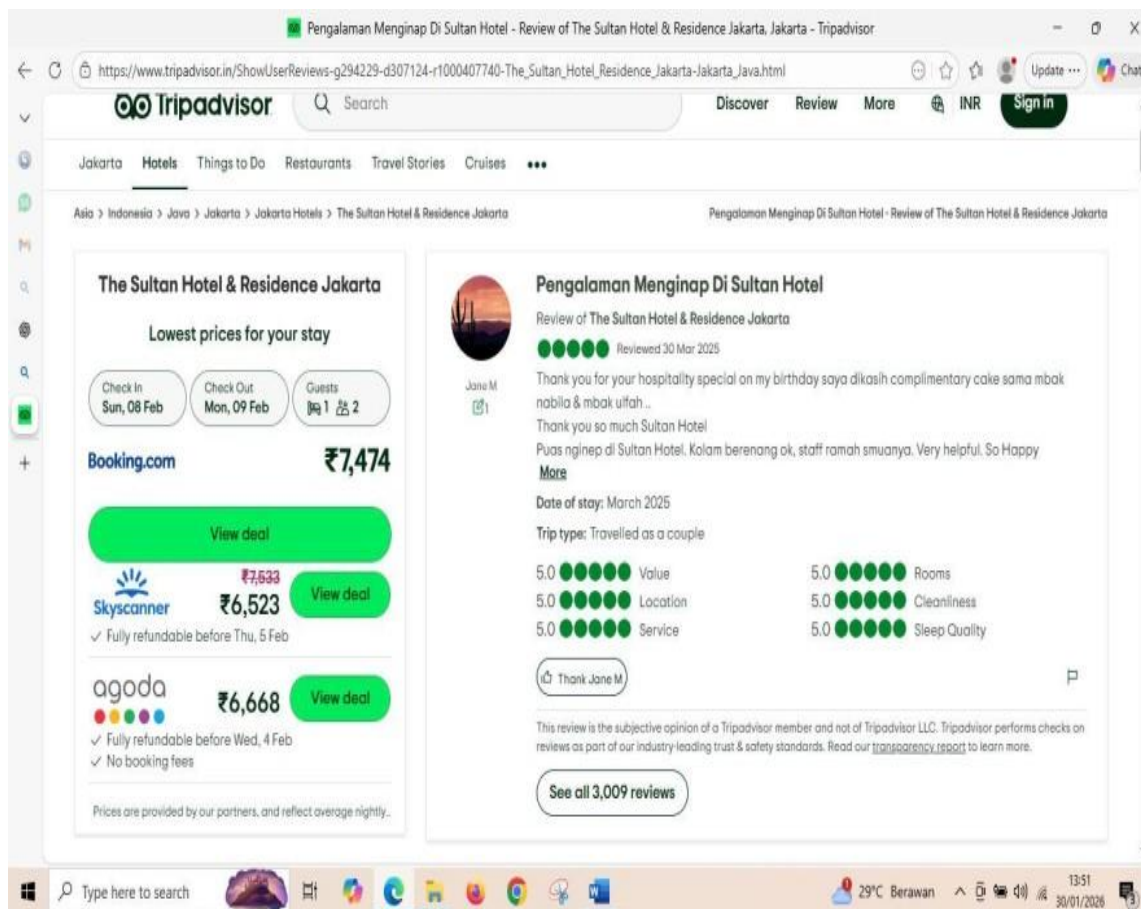 Pengalaman Menginap Di Sultan Hotel - Review of The Sultan Hotel & Residence Jakarta, Jakarta - Tripadvisor
https://www.tripadvisor.in/ShowUserReviews-g294229-d307124-r1000407740-The_Sultan_Hotel_Residence_Jakarta-Jakarta_Java.html
Update ...
Chat
Tripadvisor
Search
Discover Review More INR Sign in
Jakarta Hotels Things to Do Restaurants Travel Stories Cruises •••
Asia > Indonesia > Java > Jakarta > Jakarta Hotels > The Sultan Hotel & Residence Jakarta
Pengalaman Menginap Di Sultan Hotel - Review of The Sultan Hotel & Residence Jakarta
The Sultan Hotel & Residence Jakarta
Lowest prices for your stay
Check In
Sun, 08 Feb
Check Out
Mon, 09 Feb
Guests
1 2
Booking.com ₹7,474
View deal
Skyscanner
₹7,533
₹6,523
View deal
✓ Fully refundable before Thu, 5 Feb
agoda
₹6,668
View deal
✓ Fully refundable before Wed, 4 Feb
✓ No booking fees
Prices are provided by our partners, and reflect average nightly..
Jane M
1
Pengalaman Menginap Di Sultan Hotel
Review of The Sultan Hotel & Residence Jakarta
Reviewed 30 Mar 2025
Thank you for your hospitality special on my birthday saya dikasih complimentary cake sama mbak
nabila & mbak ulfah ..
Thank you so much Sultan Hotel
Puas nginep di Sultan Hotel. Kolam berenang ok, staff ramah smuanya. Very helpful. So Happy
More
Date of stay: March 2025
Trip type: Travelled as a couple
5.0 Value
5.0 Rooms
5.0 Location
5.0 Cleanliness
5.0 Service
5.0 Sleep Quality
Thank Jane M
This review is the subjective opinion of a Tripadvisor member and not of Tripadvisor LLC. Tripadvisor performs checks on
reviews as part of our industry-leading trust & safety standards. Read our transparency report to learn more.
See all 3,009 reviews
Type here to search
29°C Berawan
13:51
30/01/2026
3